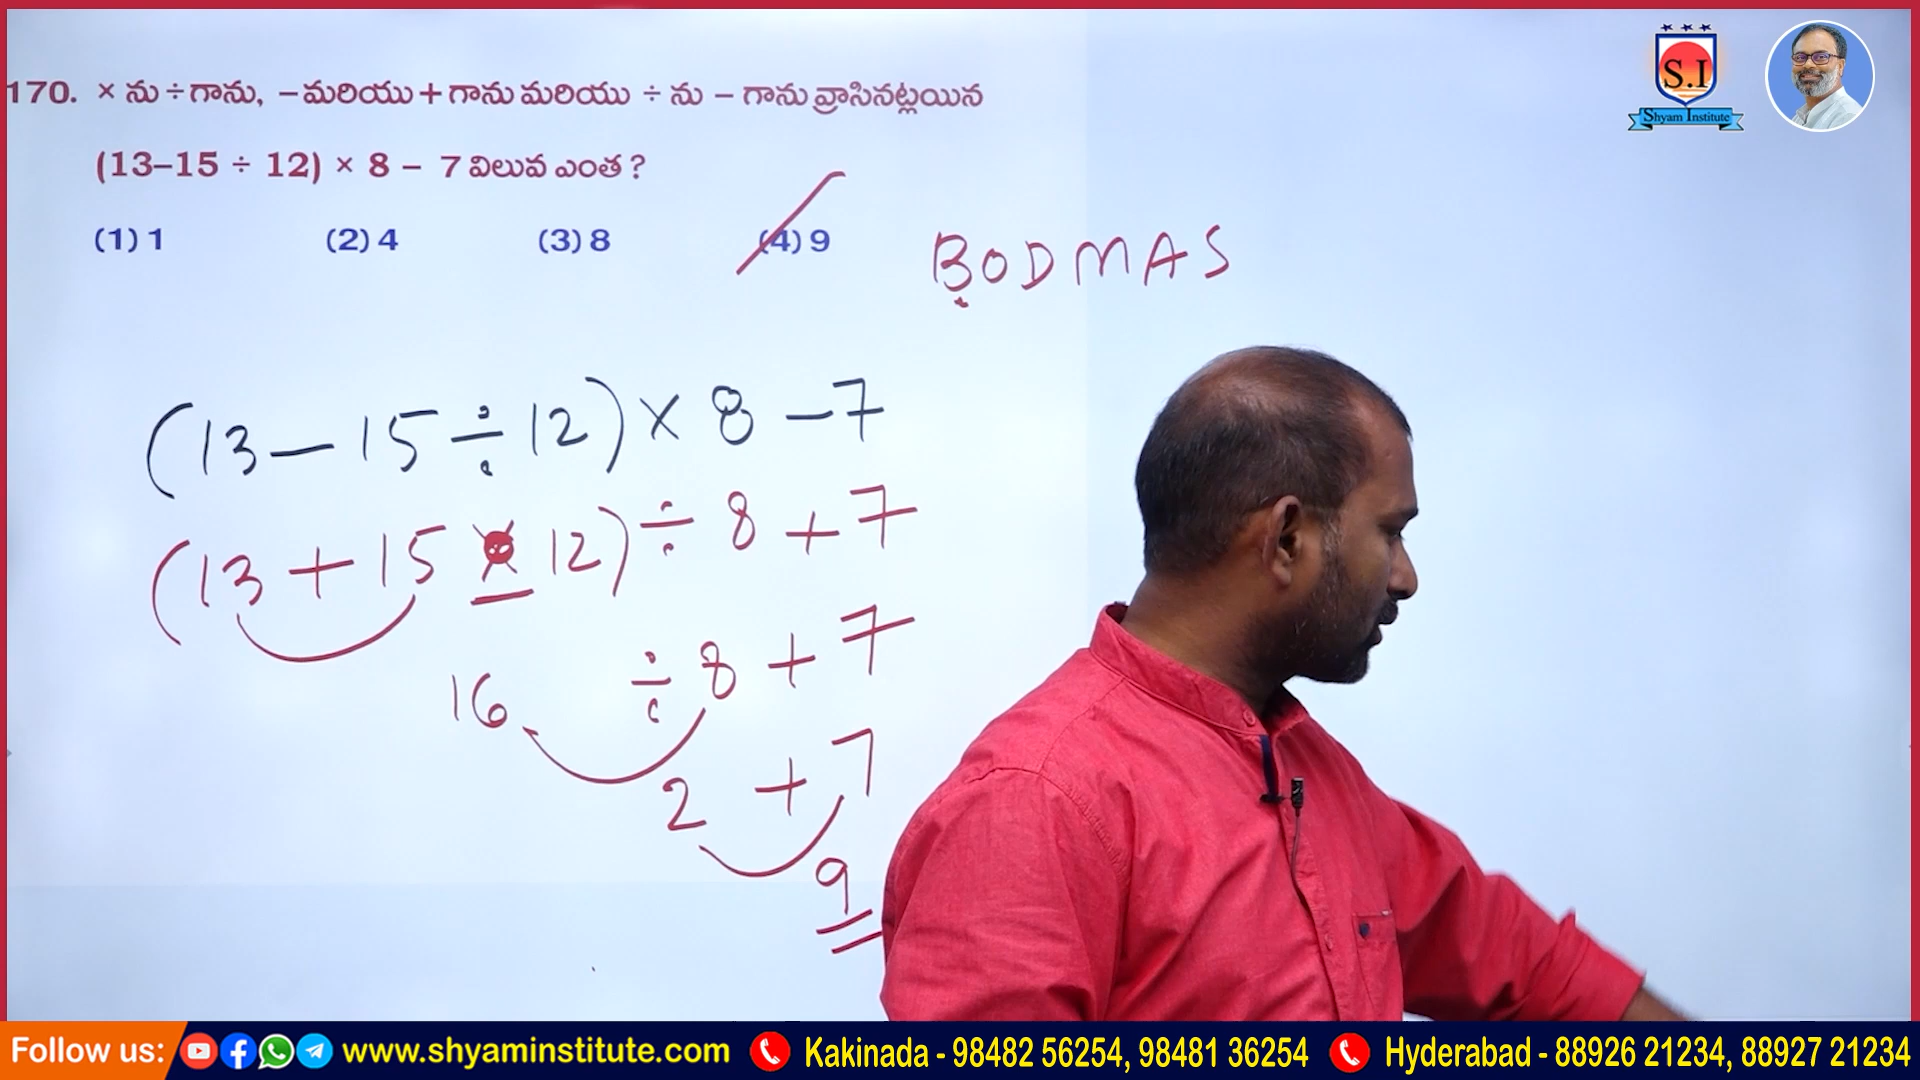 170. × ను ÷ గాను, – మరియు + గాను మరియు ÷ ను – గాను వ్రాసినట్లయిన
(13–15 ÷ 12) × 8 – 7 విలువ ఎంత ?
(1) 1 (2) 4 (3) 8 (4) 9
BODMAS
(13 – 15 ÷ 12) × 8 – 7
(13 + 15 12) ÷ 8 + 7
16 ÷ 8 + 7
2 + 7
9
S.I
Shyam Institute
Follow us: www.shyaminstitute.com Kakinada - 98482 56254, 98481 36254 Hyderabad - 88926 21234, 88927 21234